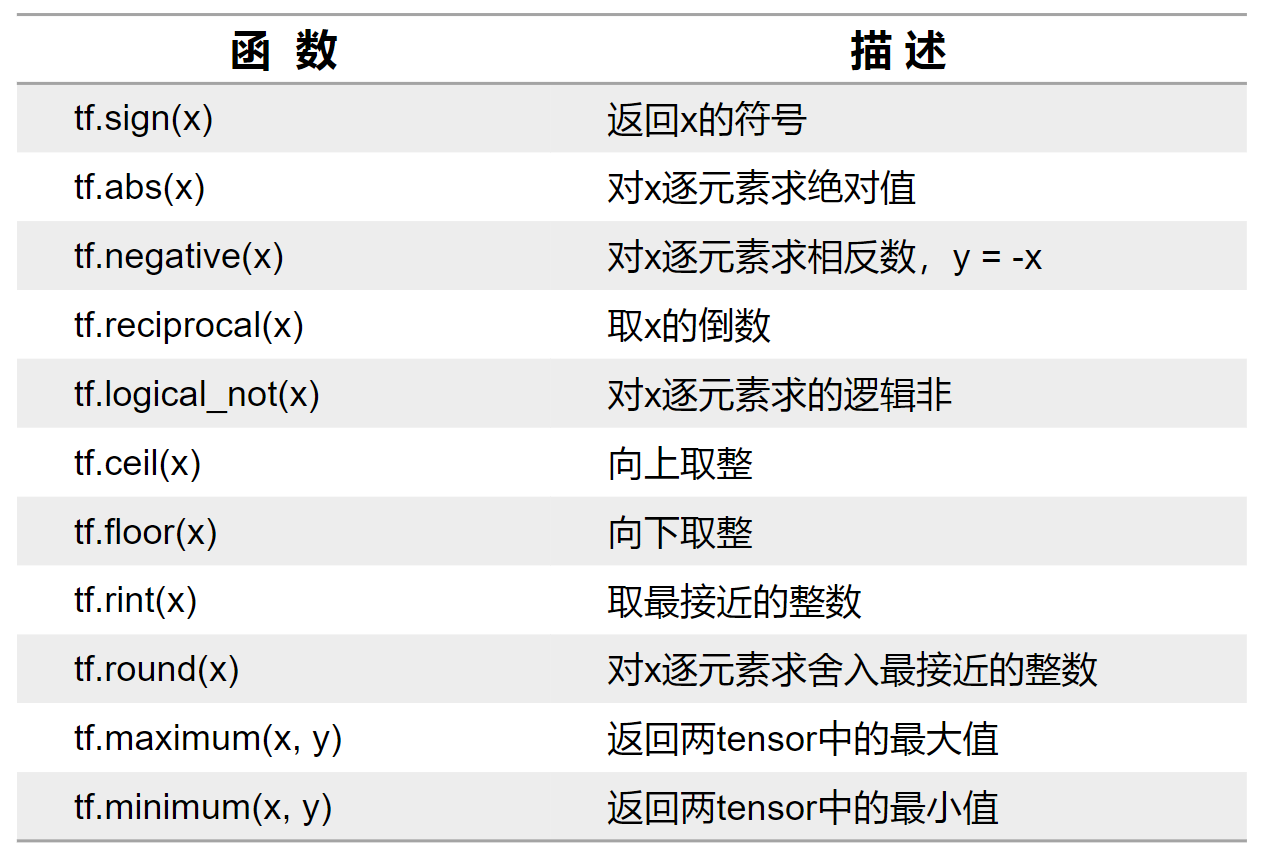 函 数 描 述
tf.sign(x) 返回x的符号
tf.abs(x) 对x逐元素求绝对值
tf.negative(x) 对x逐元素求相反数，y = -x
tf.reciprocal(x) 取x的倒数
tf.logical_not(x) 对x逐元素求的逻辑非
tf.ceil(x) 向上取整
tf.floor(x) 向下取整
tf.rint(x) 取最接近的整数
tf.round(x) 对x逐元素求舍入最接近的整数
tf.maximum(x, y) 返回两tensor中的最大值
tf.minimum(x, y) 返回两tensor中的最小值